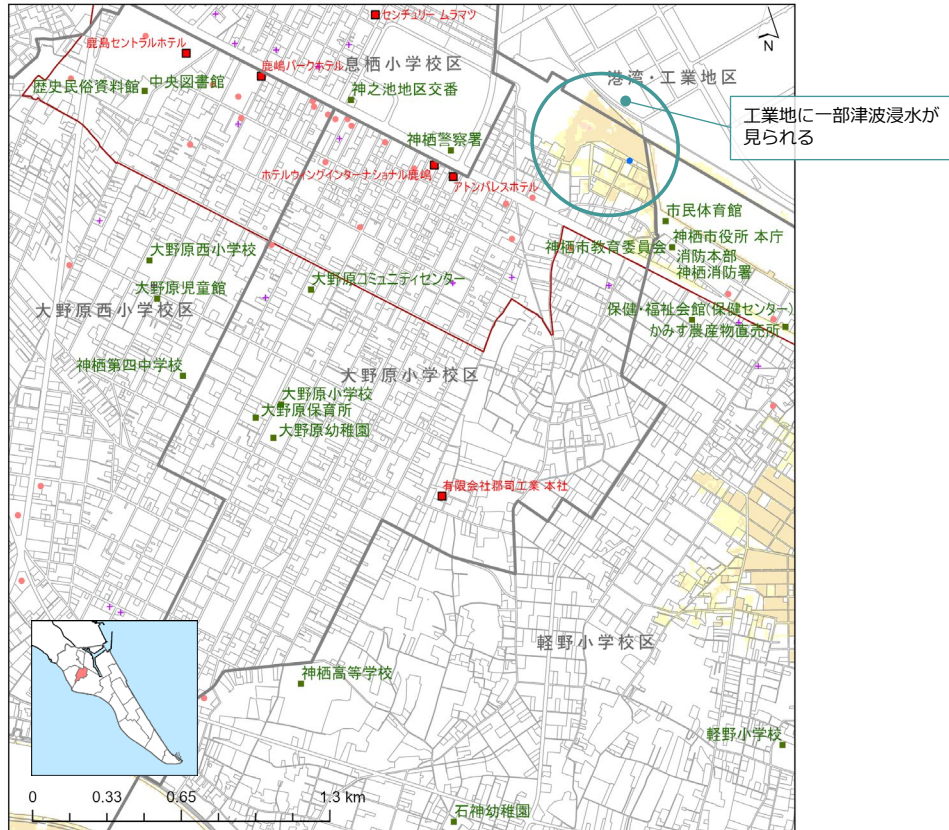 センチュリー ムラマツ
鹿島セントラルホテル
鹿嶋パークホテル
息栖小学校区
港湾・工業地区
N
歴史民俗資料館
中央図書館
神之池地区交番
工業地に一部津波浸水が
見られる
神栖警察署
ホテルウィングインターナショナル鹿嶋
アトンパレスホテル
市民体育館
神栖市教育委員会
神栖市役所 本庁
消防本部
神栖消防署
大野原西小学校
大野原コミュニティセンター
大野原児童館
大野原西小学校区
保健・福祉会館(保健センター)
かみす農産物直売所
神栖第四中学校
大野原小学校区
大野原小学校
大野原保育所
大野原幼稚園
有限会社郡司工業 本社
軽野小学校区
神栖高等学校
軽野小学校
0 0.33 0.65 1.3 km
石神幼稚園